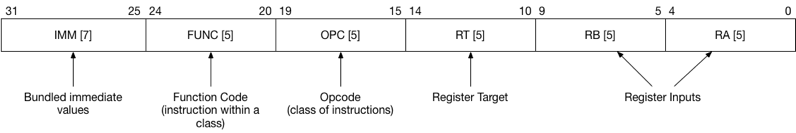 31 25 24 20 19 15 14 10 9 5 4 0
IMM [7] FUNC [5] OPC [5] RT [5] RB [5] RA [5]
Bundled immediate Function Code Opcode Register Target Register Inputs
values (instruction within a (class of instructions)
class)